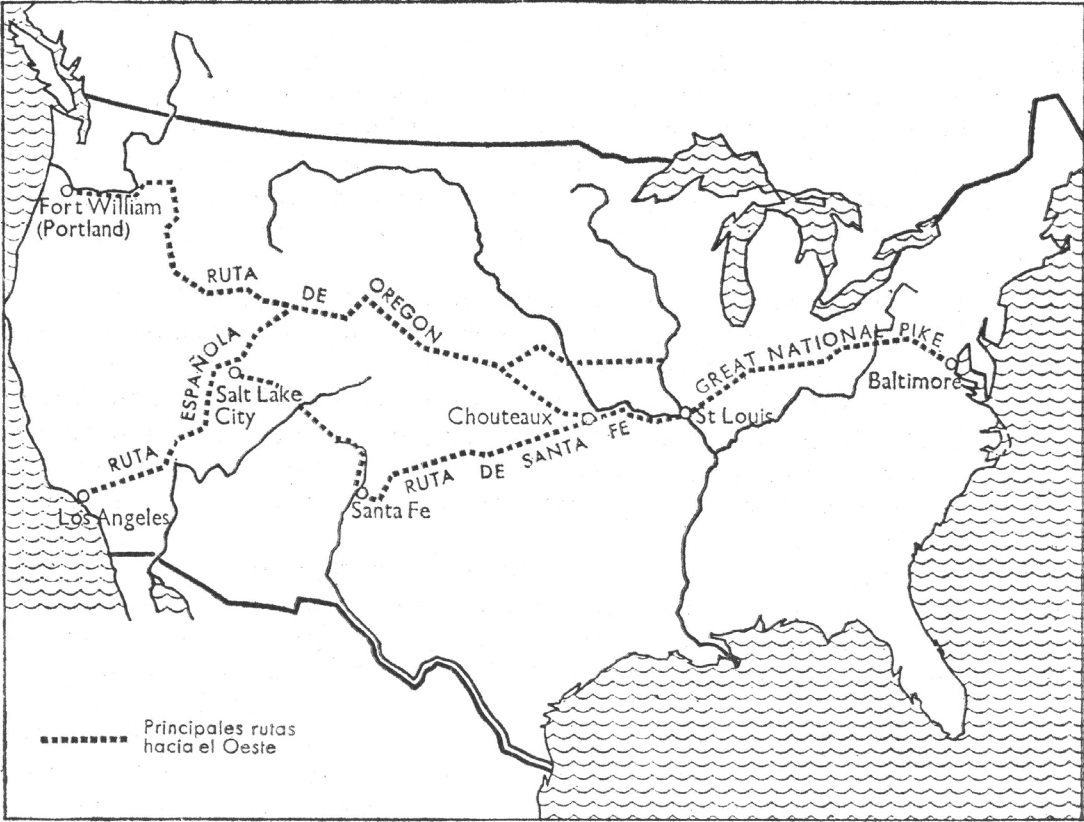 Fort William
(Portland)
RUTA DE OREGON
RUTA ESPAÑOLA
Salt Lake
City
Los Angeles
Santa Fe
RUTA DE SANTA FE
Chouteaux
St Louis
GREAT NATIONAL PIKE
Baltimore
Principales rutas
hacia el Oeste